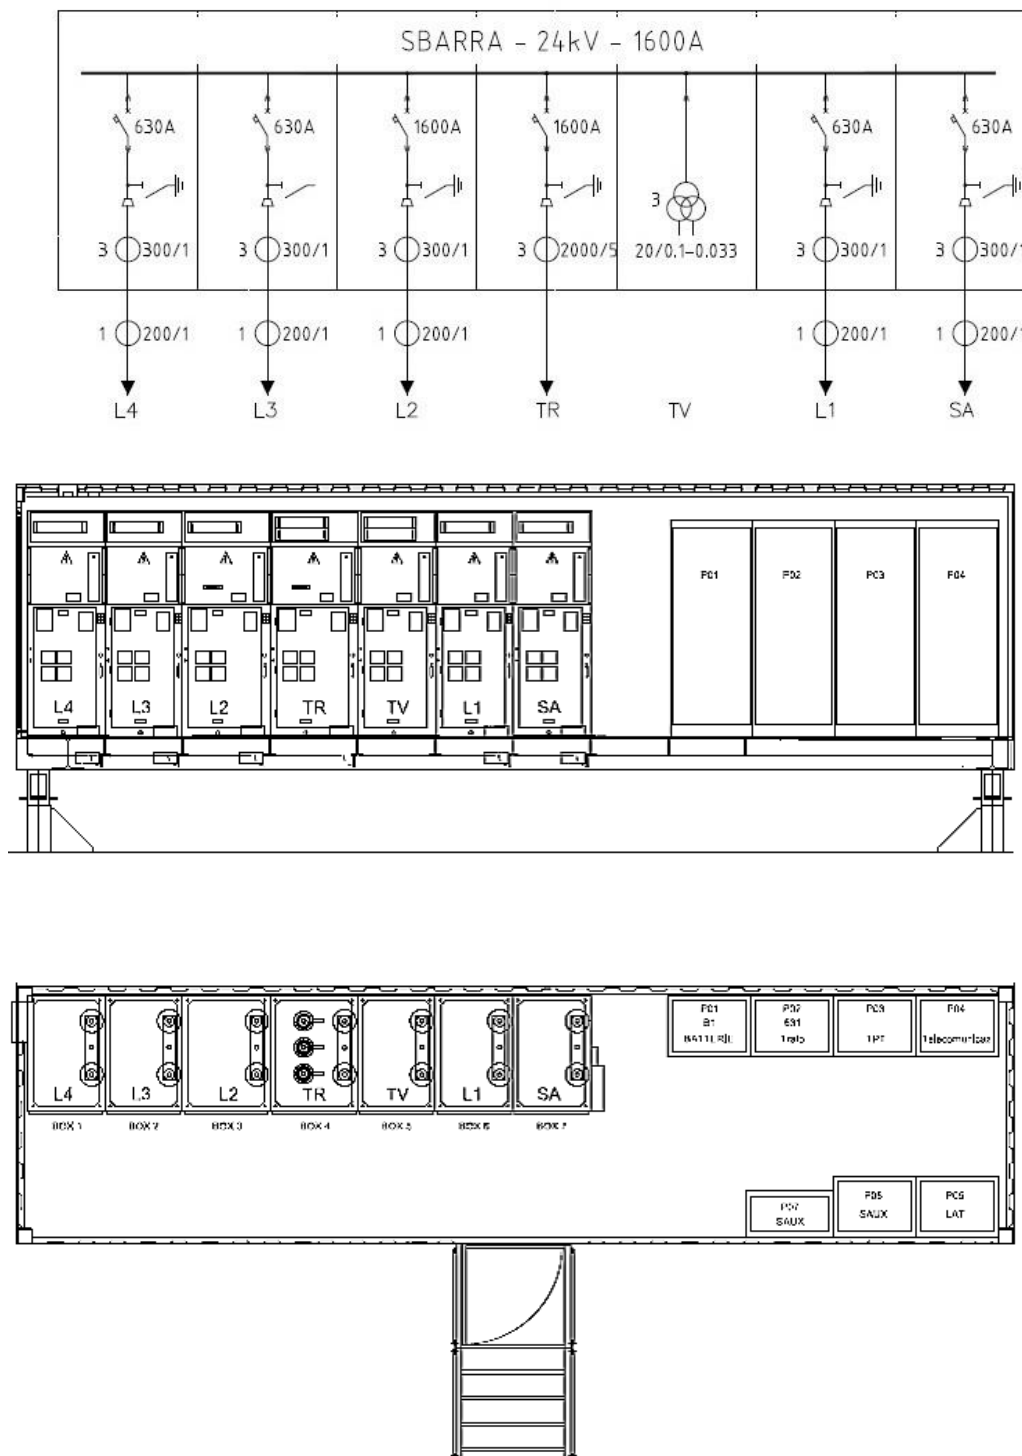 SBARRA - 24kV - 1600A
630A 630A 1600A 1600A 630A 630A
3 300/1 3 300/1 3 300/1 3 2000/5 3 20/0.1-0.033 3 300/1 3 300/1
1 200/1 1 200/1 1 200/1 1 200/1 1 200/1
L4 L3 L2 TR TV L1 SA
P01 P02 P03 P04
L4 L3 L2 TR TV L1 SA
P01 P02 P03 P04
BATTERIE
L4 L3 L2 TR TV L1 SA
BOX 1 BOX 2 BOX 3 BOX 4 BOX 5 BOX 6 BOX 7
P07 SAUX
SAUX
LAT